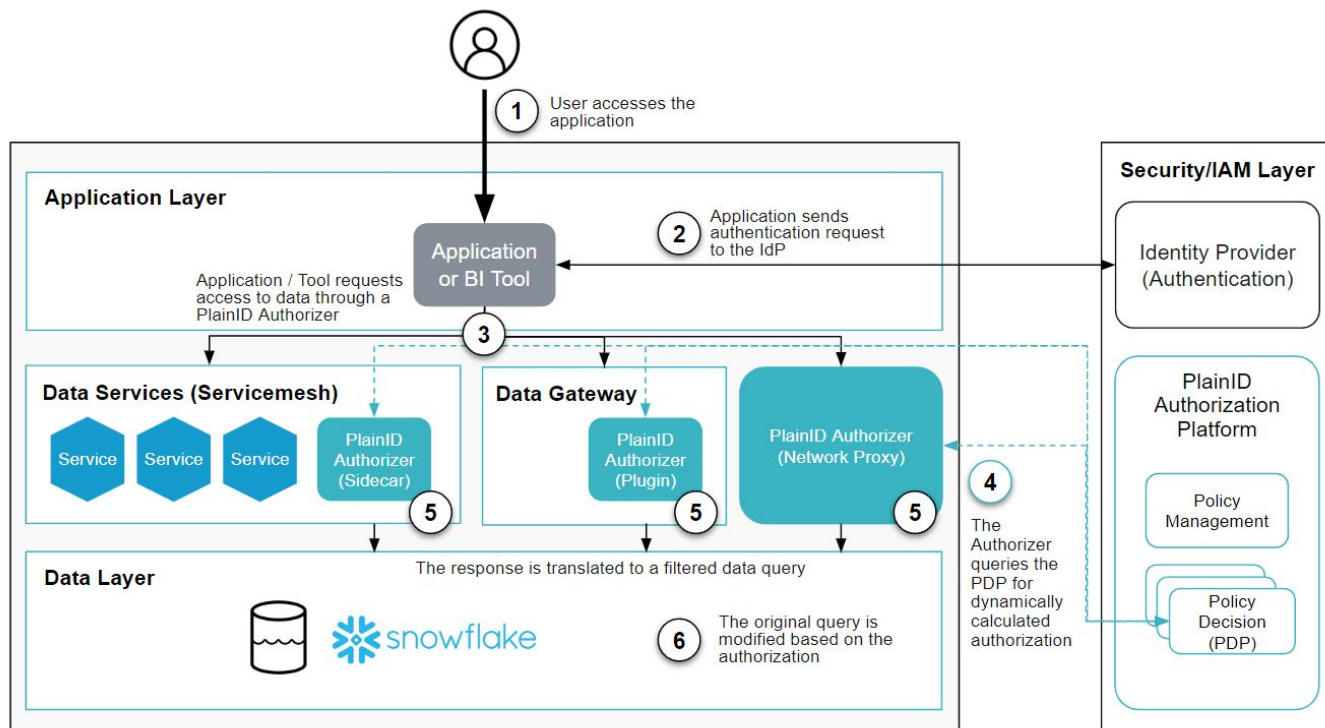 1
User accesses the
application
Application Layer
Security/IAM Layer
2
Application sends
authentication request
to the IdP
Application
or BI Tool
Identity Provider
(Authentication)
Application / Tool requests
access to data through a
PlainID Authorizer
3
Data Services (Servicemesh)
Service
Service
Service
PlainID
Authorizer
(Sidecar)
5
Data Gateway
PlainID
Authorizer
(Plugin)
5
PlainID Authorizer
(Network Proxy)
5
4
The
Authorizer
queries the
PDP for
dynamically
calculated
authorization
PlainID
Authorization
Platform
Policy
Management
Policy
Decision
(PDP)
Data Layer
The response is translated to a filtered data query
snowflake
6
The original query is
modified based on the
authorization